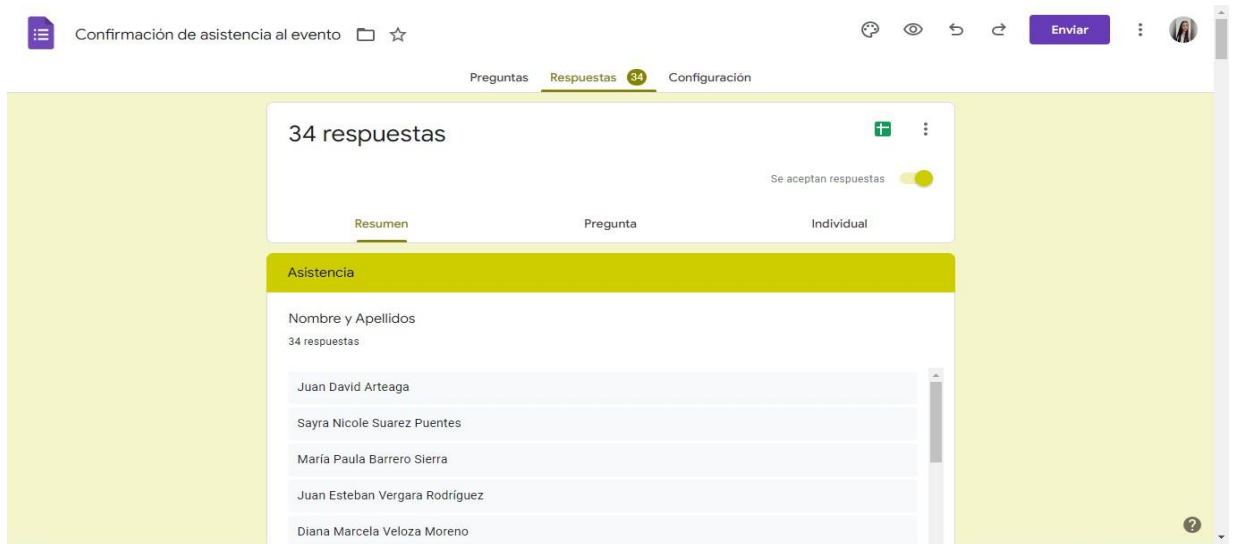 Confirmación de asistencia al evento
Enviar
Preguntas Respuestas 34 Configuración
34 respuestas
Se aceptan respuestas
Resumen Pregunta Individual
Asistencia
Nombre y Apellidos
34 respuestas
Juan David Arteaga
Sayra Nicole Suarez Puentes
María Paula Barrero Sierra
Juan Esteban Vergara Rodríguez
Diana Marcela Veloza Moreno